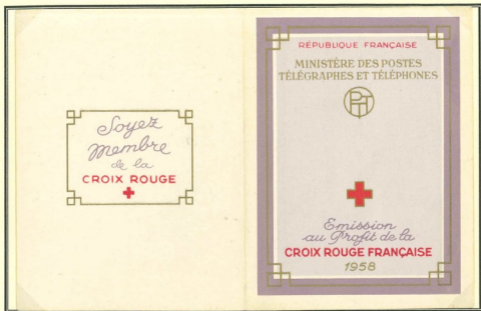 Soyez
Membre
de la
CROIX ROUGE
RÉPUBLIQUE FRANÇAISE
MINISTÈRE DES POSTES
TÉLÉGRAPHES ET TÉLÉPHONES
PTT
Emission
au Profit de la
CROIX ROUGE FRANÇAISE
1958